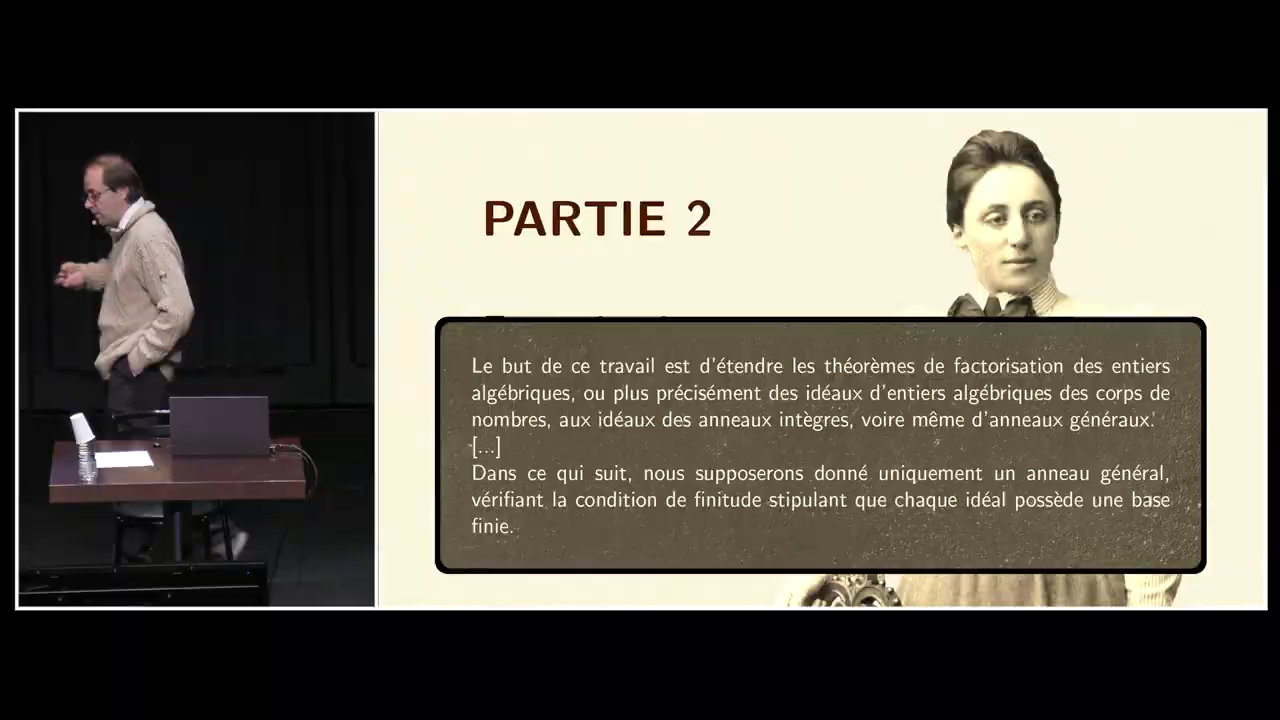 PARTIE 2
Le but de ce travail est d'étendre les théorèmes de factorisation des entiers
algébriques, ou plus précisément des idéaux d'entiers algébriques des corps de
nombres, aux idéaux des anneaux intègres, voire même d'anneaux généraux.
[...]
Dans ce qui suit, nous supposerons donné uniquement un anneau général,
vérifiant la condition de finitude stipulant que chaque idéal possède une base
finie.